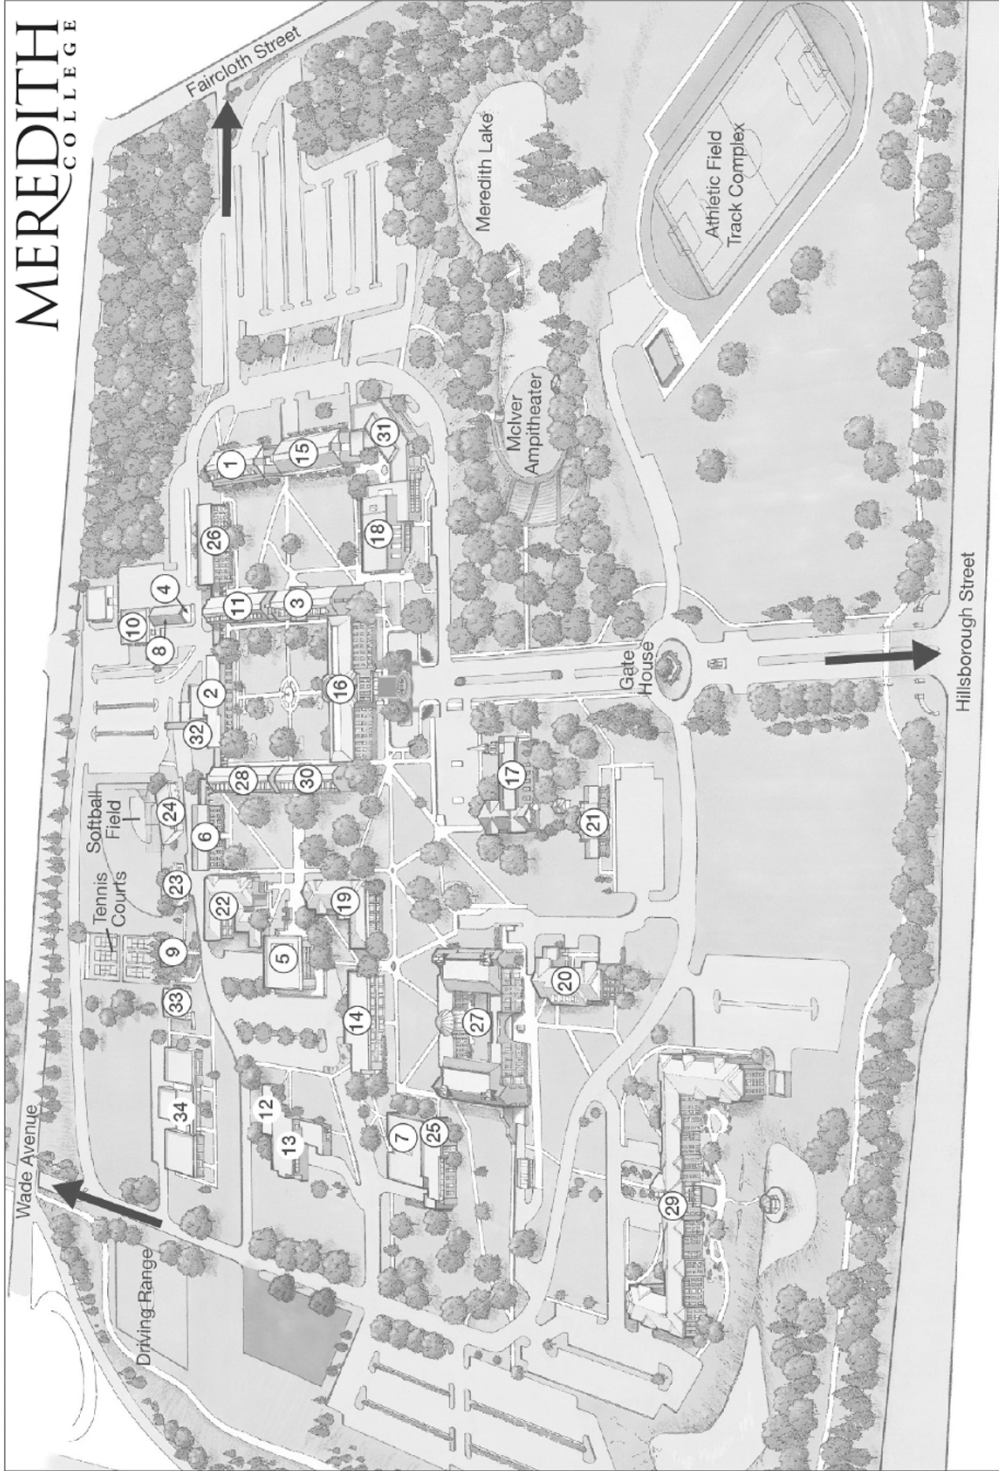 MEREDITH
COLLEGE
Wade Avenue
Fairclоth Street
Driving Range
Tennis
Courts
Softball
Field
34
33
9
23
24
32
2
8
10
4
26
1
12
13
22
6
28
11
15
5
19
30
16
3
18
31
14
7
25
27
17
Meredith Lake
McIver
Ampitheater
20
21
Gate
House
Athletic Field
Track Complex
29
Hillsborough Street